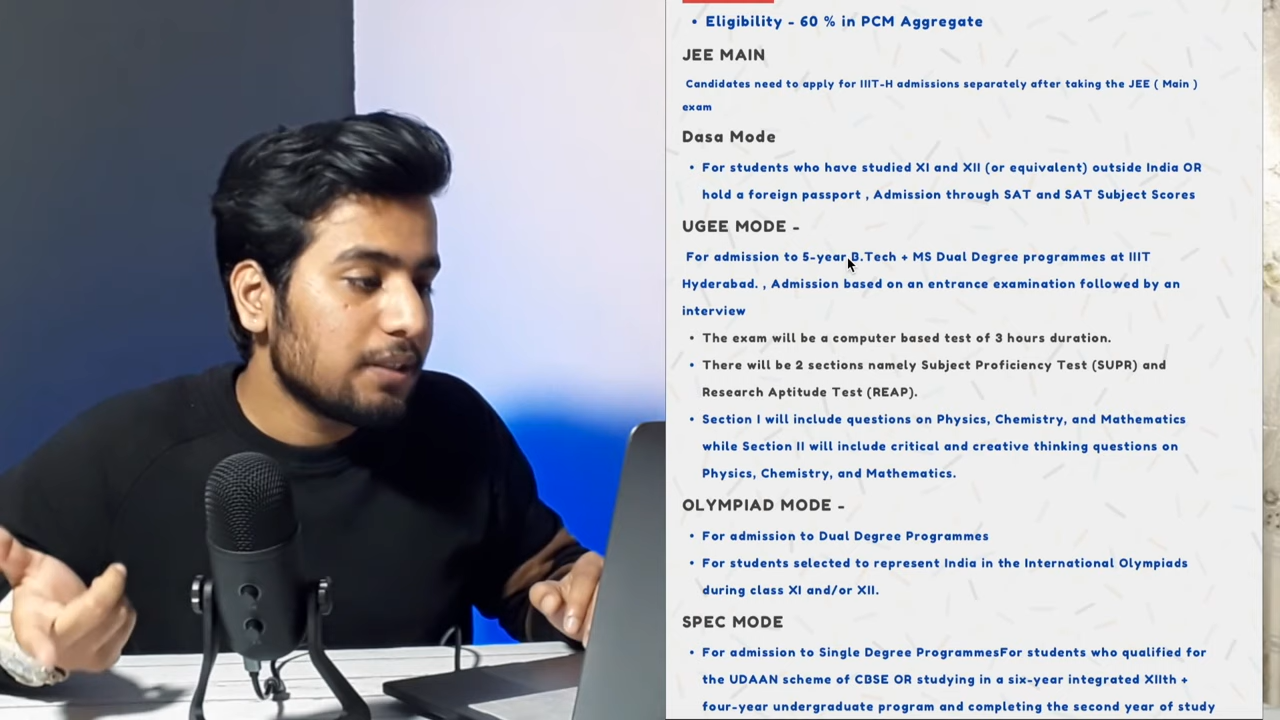 • Eligibility - 60 % in PCM Aggregate
JEE MAIN
Candidates need to apply for IIIT-H admissions separately after taking the JEE ( Main )
exam
Dasa Mode
• For students who have studied XI and XII (or equivalent) outside India OR
hold a foreign passport , Admission through SAT and SAT Subject Scores
UGEE MODE -
For admission to 5-year B.Tech + MS Dual Degree programmes at IIIT
Hyderabad. , Admission based on an entrance examination followed by an
interview
• The exam will be a computer based test of 3 hours duration.
• There will be 2 sections namely Subject Proficiency Test (SUPR) and
Research Aptitude Test (REAP).
• Section I will include questions on Physics, Chemistry, and Mathematics
while Section II will include critical and creative thinking questions on
Physics, Chemistry, and Mathematics.
OLYMPIAD MODE -
• For admission to Dual Degree Programmes
• For students selected to represent India in the International Olympiads
during class XI and/or XII.
SPEC MODE
• For admission to Single Degree ProgrammesFor students who qualified for
the UDAAN scheme of CBSE OR studying in a six-year integrated XIIth +
four-year undergraduate program and completing the second year of study